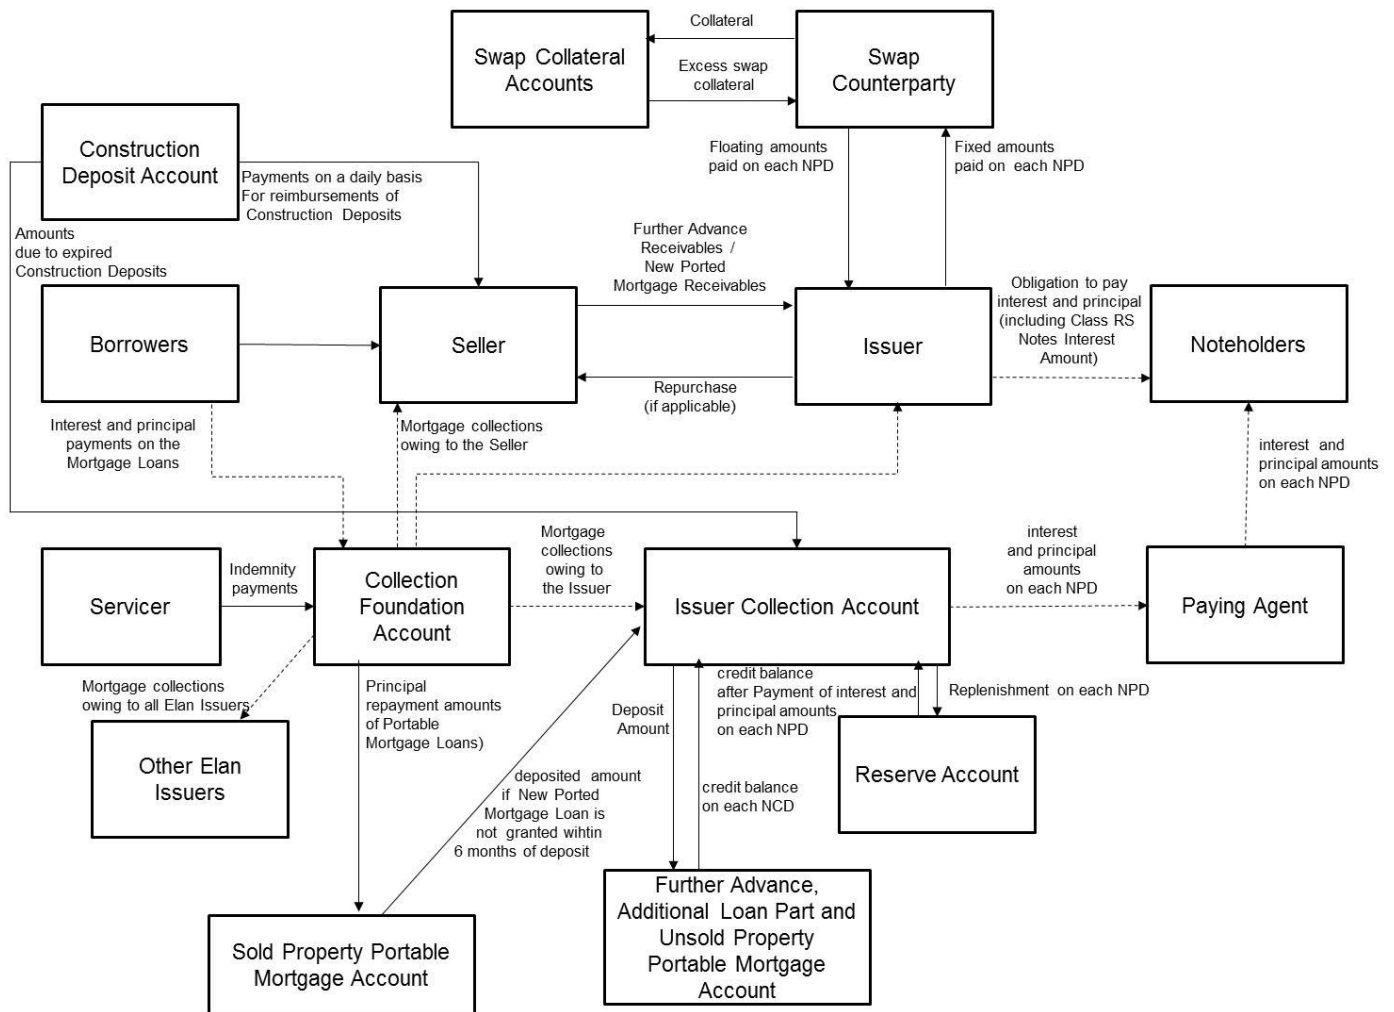 Collateral
Swap Collateral
Accounts
Excess swap
collateral
Swap
Counterparty
Construction
Deposit Account
Payments on a daily basis
For reimbursements of
Construction Deposits
Floating amounts
paid on each NPD
Fixed amounts
paid on each NPD
Amounts
due to expired
Construction Deposits
Further Advance
Receivables /
New Ported
Mortgage Receivables
Obligation to pay
interest and principal
(including Class RS
Notes Interest
Amount)
Borrowers
Seller
Issuer
Noteholders
Repurchase
(if applicable)
Interest and principal
payments on the
Mortgage Loans
Mortgage collections
owing to the Seller
interest and
principal amounts
on each NPD
Servicer
Indemnity
payments
Collection
Foundation
Account
Mortgage
collections
owing to
the Issuer
Issuer Collection Account
interest
and principal
amounts
on each NPD
Paying Agent
Mortgage collections
owing to all Elan Issuers
Principal
repayment amounts
of Portable
Mortgage Loans)
Deposit
Amount
credit balance
after Payment of interest and
principal amounts
on each NPD
Replenishment on each NPD
Other Elan
Issuers
Reserve Account
deposited amount
if New Ported
Mortgage Loan is
not granted wihtin
6 months of deposit
credit balance
on each NCD
Sold Property Portable
Mortgage Account
Further Advance,
Additional Loan Part and
Unsold Property
Portable Mortgage
Account